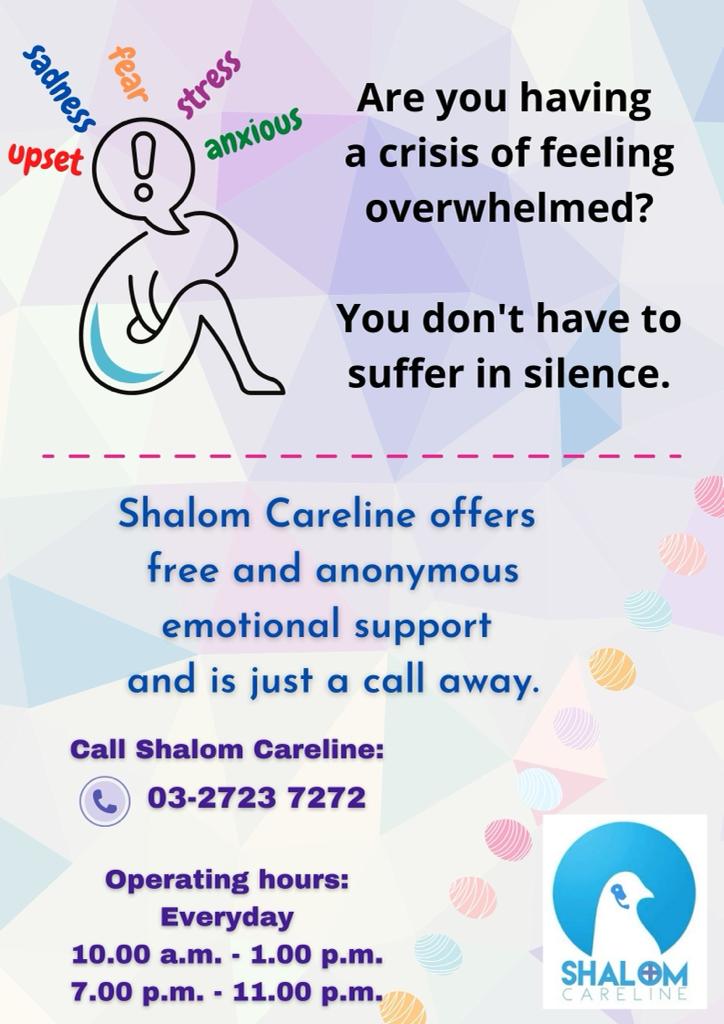 sadness
fear
stress
upset
anxious
Are you having
a crisis of feeling
overwhelmed?
You don't have to
suffer in silence.
Shalom Careline offers
free and anonymous
emotional support
and is just a call away.
Call Shalom Careline:
03-2723 7272
Operating hours:
Everyday
10.00 a.m. - 1.00 p.m.
7.00 p.m. - 11.00 p.m.
SHALOM
CARELINE